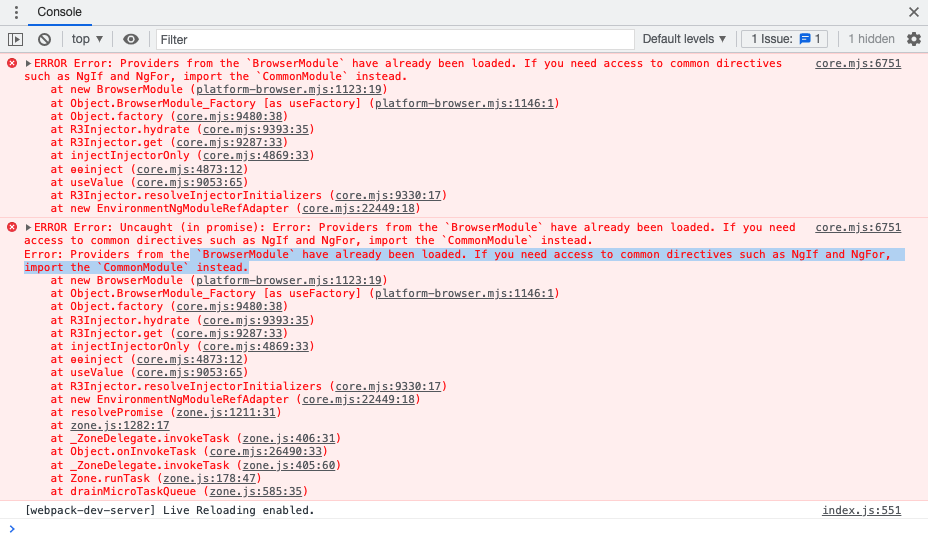 Console
top ▼
Filter
Default levels ▼
1 Issue: 1
1 hidden
ERROR Error: Providers from the `BrowserModule` have already been loaded. If you need access to common directives core.mjs:6751
such as NgIf and NgFor, import the `CommonModule` instead.
at new BrowserModule (platform-browser.mjs:1123:19)
at Object.BrowserModule_Factory [as useFactory] (platform-browser.mjs:1146:1)
at Object.factory (core.mjs:9480:38)
at R3Injector.hydrate (core.mjs:9393:35)
at R3Injector.get (core.mjs:9287:33)
at injectInjectorOnly (core.mjs:4869:33)
at ɵɵinject (core.mjs:4873:12)
at useValue (core.mjs:9053:65)
at R3Injector.resolveInjectorInitializers (core.mjs:9330:17)
at new EnvironmentNgModuleRefAdapter (core.mjs:22449:18)
ERROR Error: Uncaught (in promise): Error: Providers from the `BrowserModule` have already been loaded. If you need core.mjs:6751
access to common directives such as NgIf and NgFor, import the `CommonModule` instead.
Error: Providers from the `BrowserModule` have already been loaded. If you need access to common directives such as NgIf and NgFor,
import the `CommonModule` instead.
at new BrowserModule (platform-browser.mjs:1123:19)
at Object.BrowserModule_Factory [as useFactory] (platform-browser.mjs:1146:1)
at Object.factory (core.mjs:9480:38)
at R3Injector.hydrate (core.mjs:9393:35)
at R3Injector.get (core.mjs:9287:33)
at injectInjectorOnly (core.mjs:4869:33)
at ɵɵinject (core.mjs:4873:12)
at useValue (core.mjs:9053:65)
at R3Injector.resolveInjectorInitializers (core.mjs:9330:17)
at new EnvironmentNgModuleRefAdapter (core.mjs:22449:18)
at resolvePromise (zone.js:1211:31)
at zone.js:1282:17
at _ZoneDelegate.invokeTask (zone.js:406:31)
at Object.onInvokeTask (core.mjs:26490:33)
at _ZoneDelegate.invokeTask (zone.js:405:60)
at Zone.runTask (zone.js:178:47)
at drainMicroTaskQueue (zone.js:585:35)
[webpack-dev-server] Live Reloading enabled. index.js:551